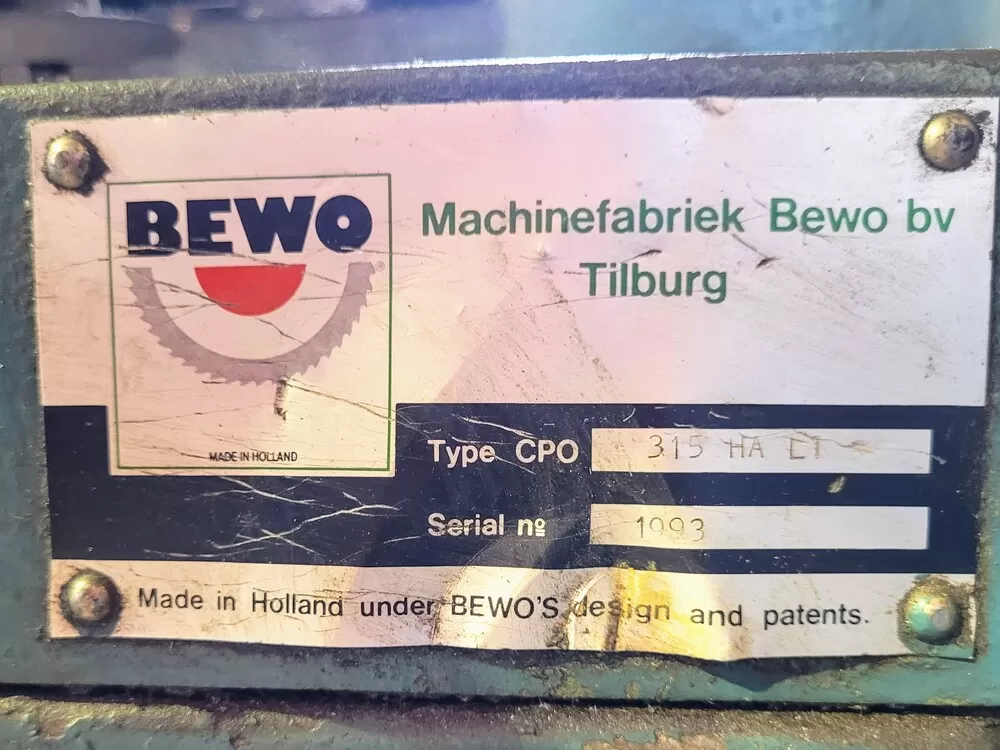 BEWO
®
MADE IN HOLLAND
Machinefabriek Bewo bv
Tilburg
Type CPO 315 HA LT
Serial nº 1993
Made in Holland under BEWO'S design and patents.